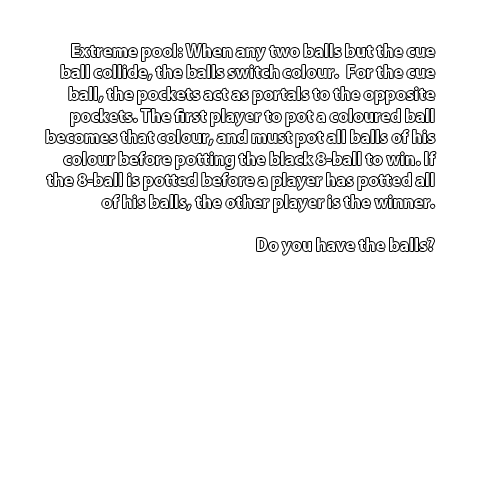 Extreme pool: When any two balls but the cue
ball collide, the balls switch colour.  For the cue
ball, the pockets act as portals to the opposite
pockets. The first player to pot a coloured ball
becomes that colour, and must pot all balls of his
colour before potting the black 8-ball to win. If
the 8-ball is potted before a player has potted all
of his balls, the other player is the winner.
Do you have the balls?